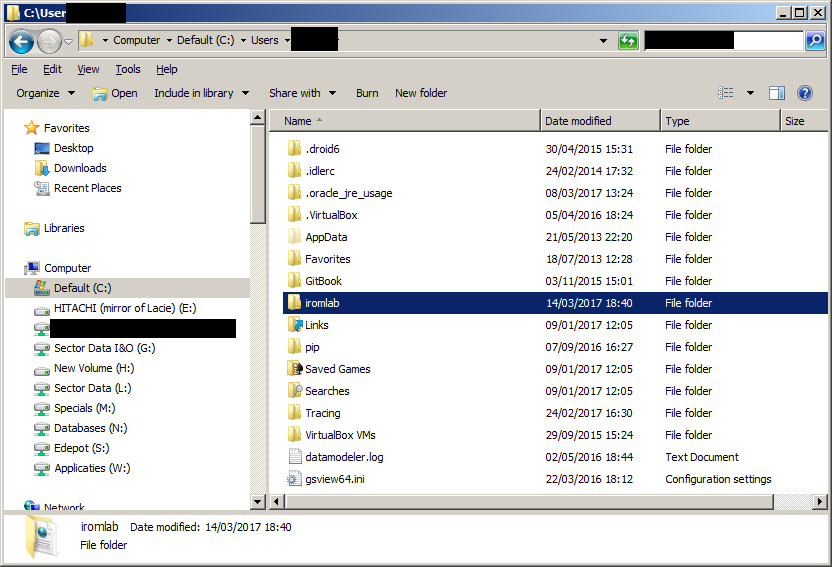 C:\User
Computer Default (C:) Users
File Edit View Tools Help
Organize Open Include in library Share with Burn New folder
Favorites
Desktop
Downloads
Recent Places
Libraries
Computer
Default (C:)
HITACHI (mirror of Lacie) (E:)
Sector Data I&O (G:)
New Volume (H:)
Sector Data (L:)
Specials (M:)
Databases (N:)
Edepot (S:)
Applicaties (W:)
Network
Name Date modified Type Size
.droid6 30/04/2015 15:31 File folder
.idlerc 24/02/2014 17:32 File folder
.oracle_jre_usage 08/03/2017 13:24 File folder
.VirtualBox 05/04/2016 18:24 File folder
AppData 21/05/2013 22:20 File folder
Favorites 18/07/2013 12:28 File folder
GitBook 03/11/2015 15:01 File folder
iromlab 14/03/2017 18:40 File folder
Links 09/01/2017 12:05 File folder
pip 07/09/2016 16:27 File folder
Saved Games 09/01/2017 12:05 File folder
Searches 09/01/2017 12:05 File folder
Tracing 24/02/2017 16:30 File folder
VirtualBox VMs 29/09/2015 15:24 File folder
datamodeler.log 02/05/2016 18:44 Text Document
gsview64.ini 22/03/2016 18:12 Configuration settings
iromlab Date modified: 14/03/2017 18:40
File folder